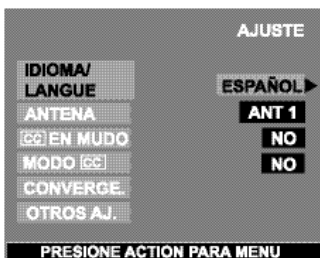 AJUSTE
IDIOMA/
LANGUE ESPAÑOL
ANTENA ANT 1
CC EN MUDO NO
MODO CC NO
CONVERGE.
OTROS AJ.
PRESIONE ACTION PARA MENU